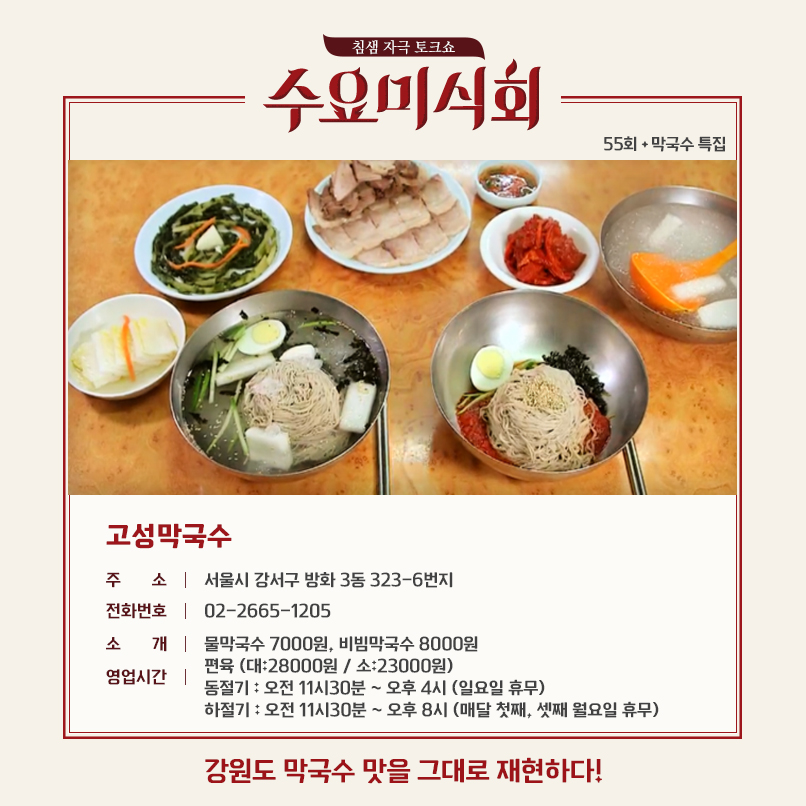 침샘 자극 토크쇼
수요미식회
55회 + 막국수 특집
고성막국수
주 소 | 서울시 강서구 방화 3동 323-6번지
전화번호 | 02-2665-1205
소 개 | 물막국수 7000원, 비빔막국수 8000원
편육 (대:28000원 / 소:23000원)
영업시간 | 동절기 : 오전 11시30분 ~ 오후 4시 (일요일 휴무)
하절기 : 오전 11시30분 ~ 오후 8시 (매달 첫째, 셋째 월요일 휴무)
강원도 막국수 맛을 그대로 재현하다!